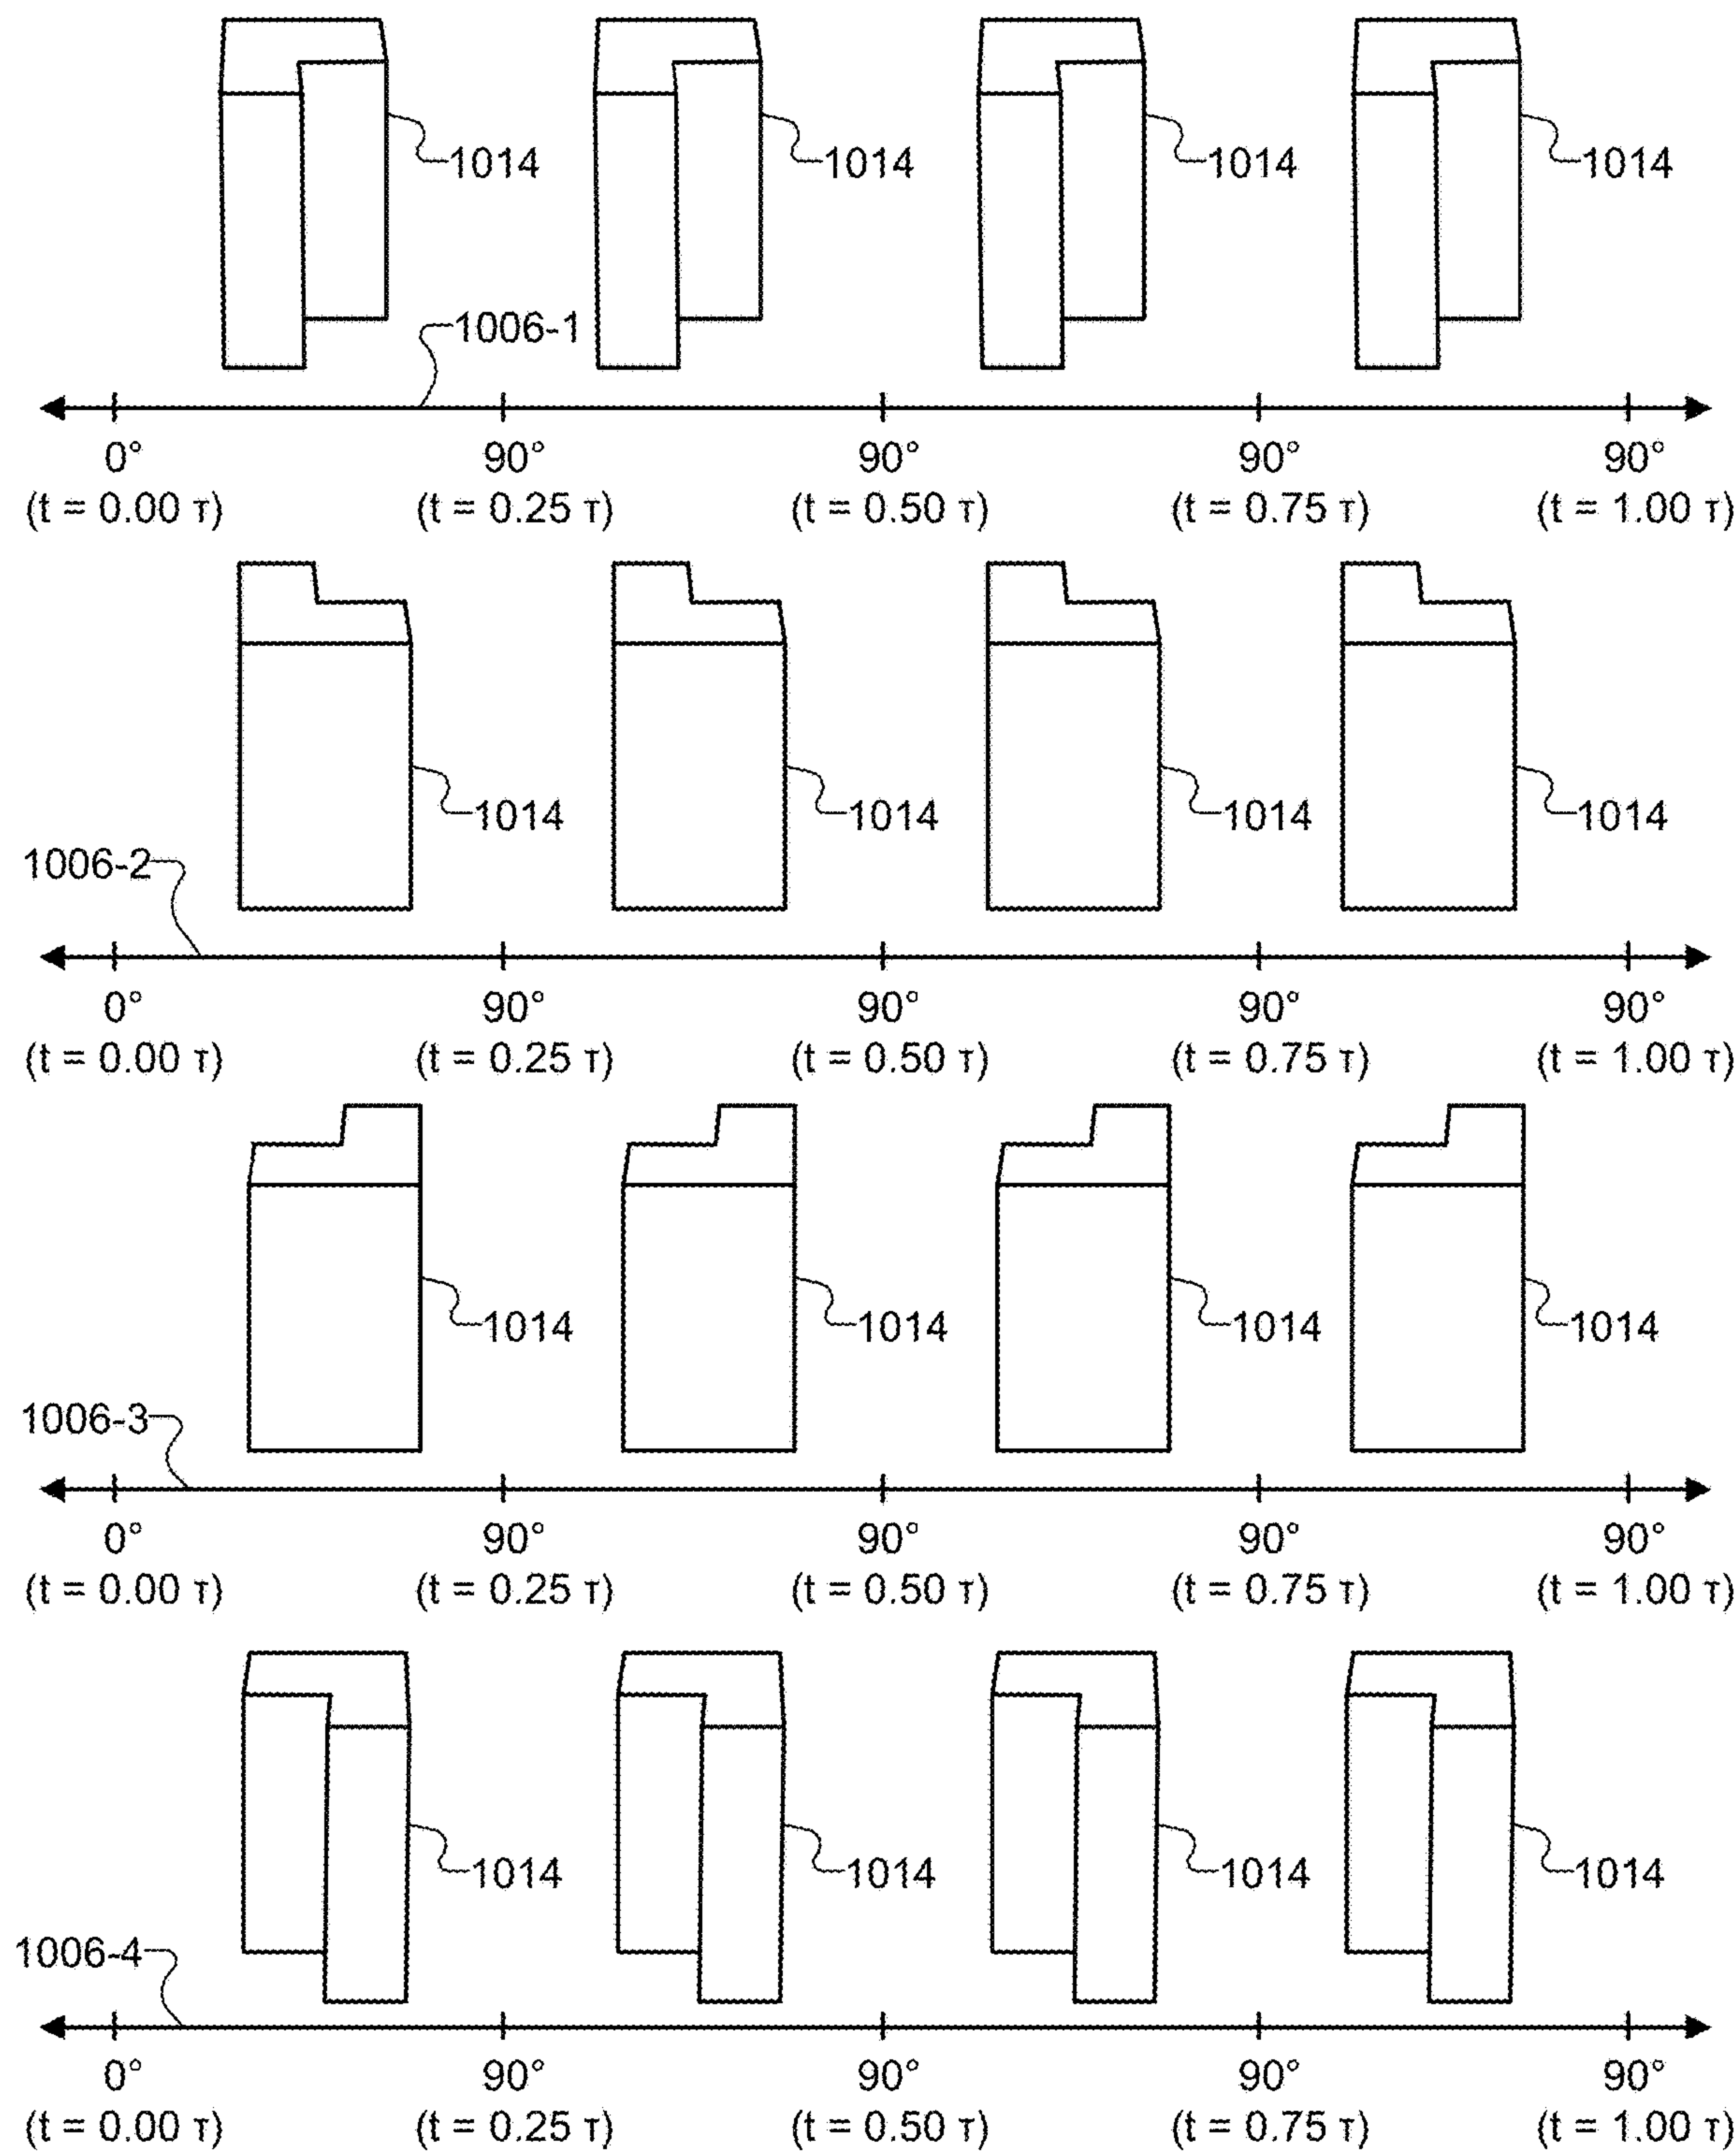 1014 1014 1014 1014
1006-1
0° 90° 90° 90° 90°
(t = 0.00 τ) (t = 0.25 τ) (t = 0.50 τ) (t = 0.75 τ) (t = 1.00 τ)
1014 1014 1014 1014
1006-2
0° 90° 90° 90° 90°
(t = 0.00 τ) (t = 0.25 τ) (t = 0.50 τ) (t = 0.75 τ) (t = 1.00 τ)
1014 1014 1014 1014
1006-3
0° 90° 90° 90° 90°
(t = 0.00 τ) (t = 0.25 τ) (t = 0.50 τ) (t = 0.75 τ) (t = 1.00 τ)
1014 1014 1014 1014
1006-4
0° 90° 90° 90° 90°
(t = 0.00 τ) (t = 0.25 τ) (t = 0.50 τ) (t = 0.75 τ) (t = 1.00 τ)